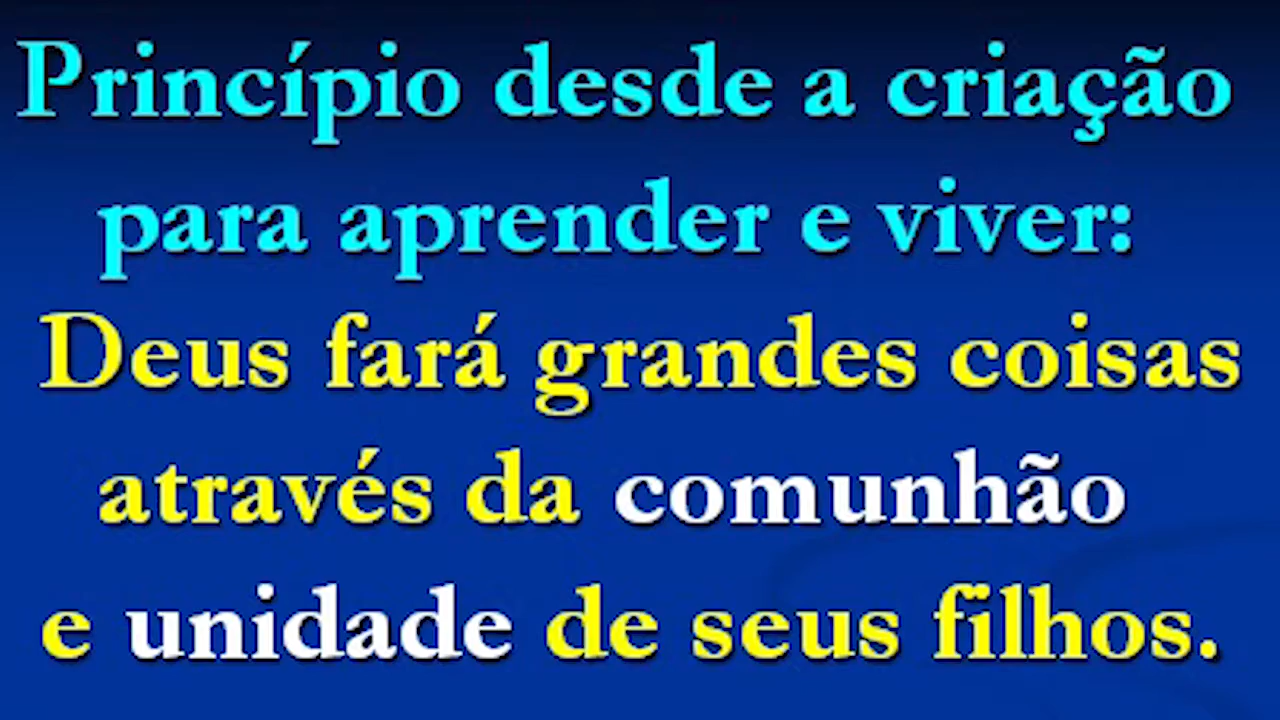 Princípio desde a criação
para aprender e viver:
Deus fará grandes coisas
através da comunhão
e unidade de seus filhos.